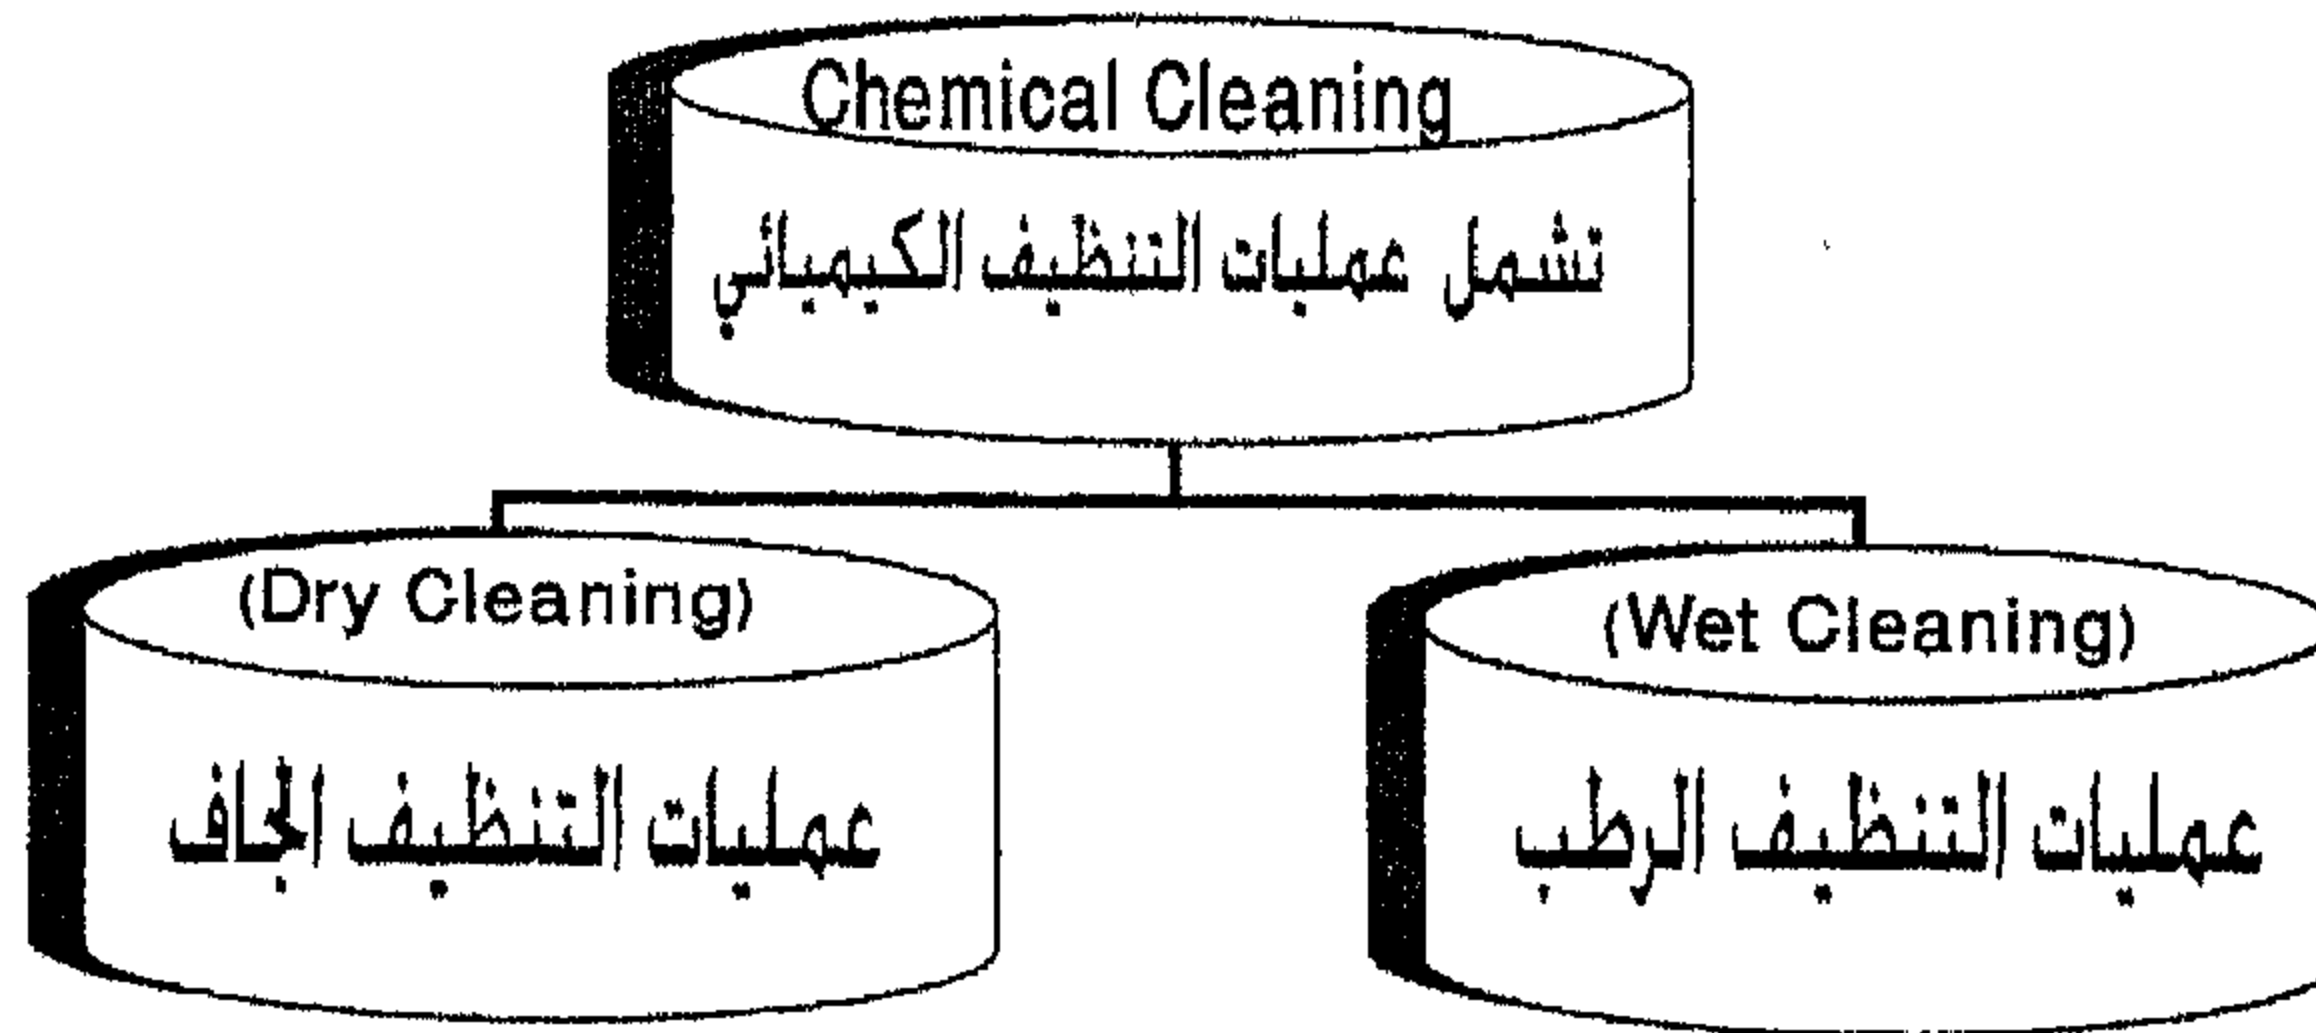 Chemical Cleaning
تشمل عمليات التنظيف الكيميائي
(Dry Cleaning)
عمليات التنظيف الجاف
(Wet Cleaning)
عمليات التنظيف الرطب